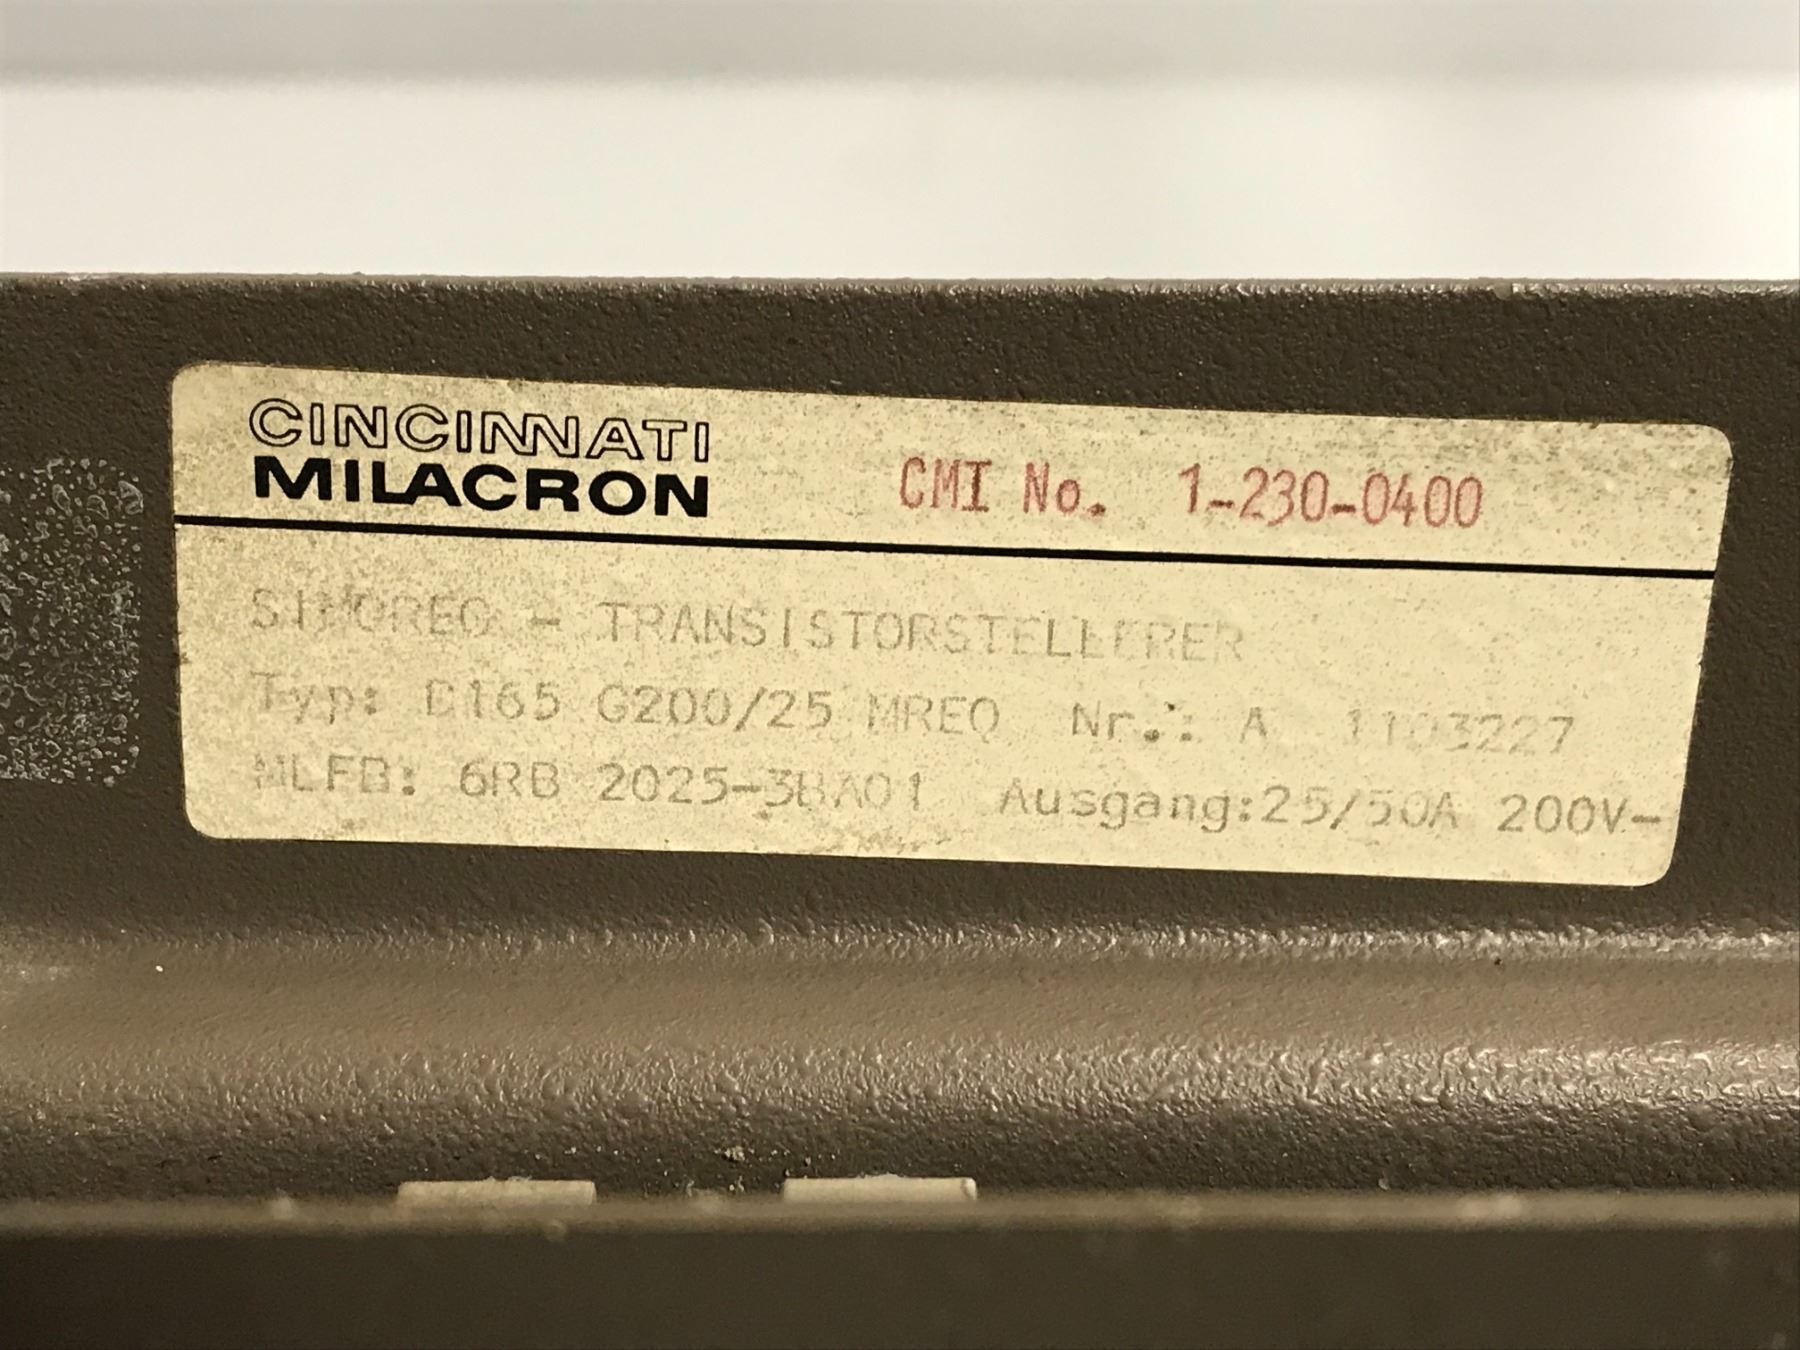 CINCINNATI
MILACRON
CMI No. 1-230-0400
SIMOREG - TRANSISTORSTELLERER
Typ: D165 G200/25 MREQ Nr.: A 1103227
MLFB: 6RB 2025-3BA01 Ausgang:25/50A 200V-